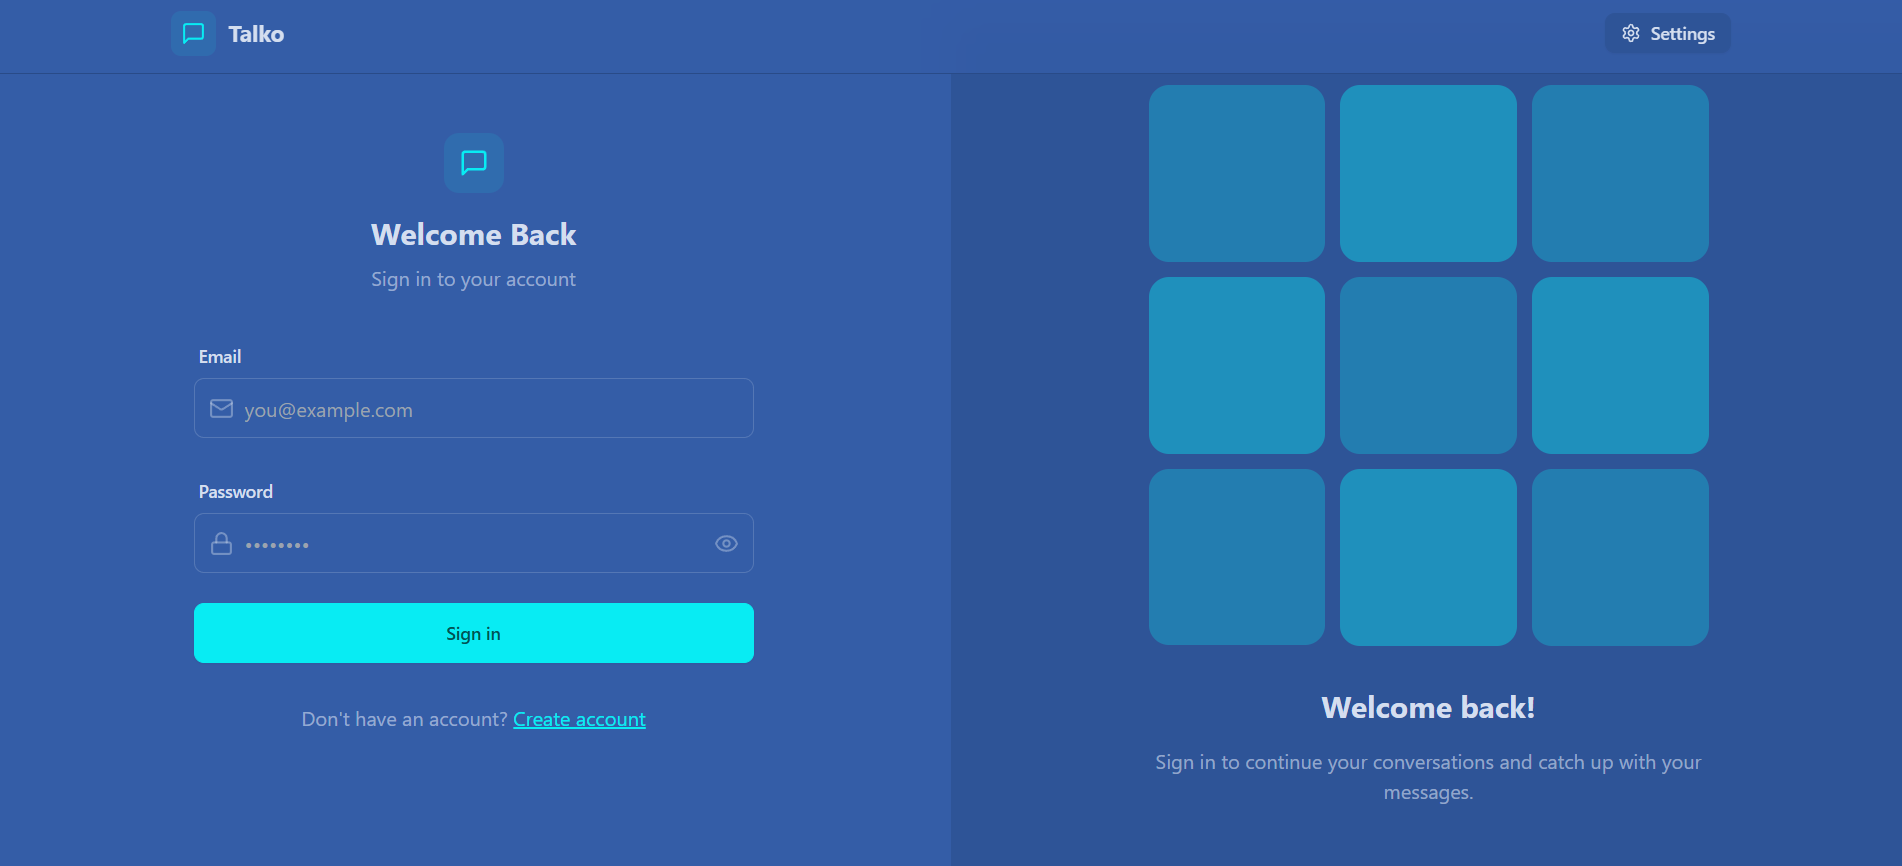 Talko
Settings
Welcome Back
Sign in to your account
Email
you@example.com
Password
••••••••
Sign in
Don't have an account? Create account
Welcome back!
Sign in to continue your conversations and catch up with your
messages.